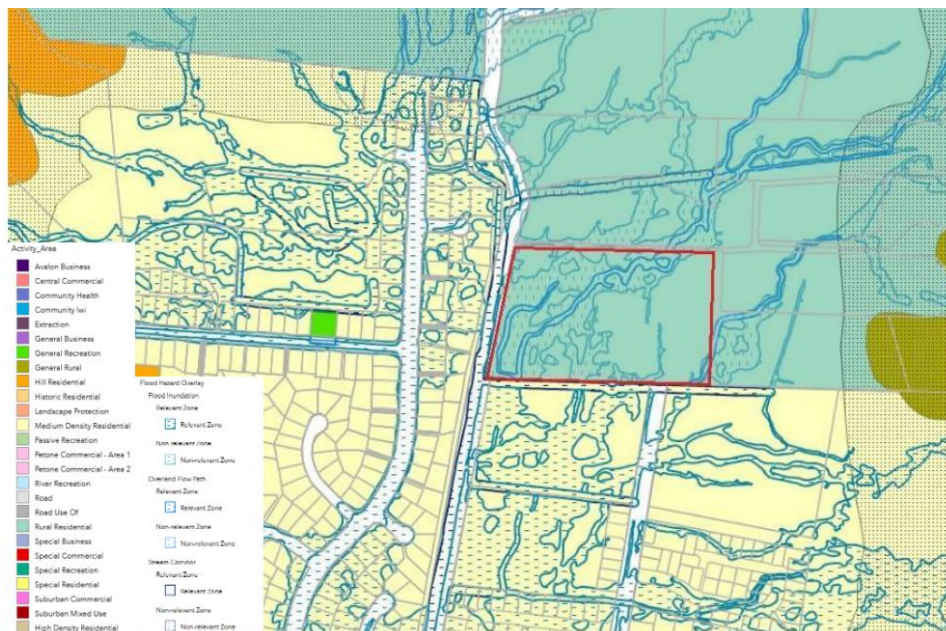 Activity_Area
Avalon Business
Central Commercial
Community Health
Community Iwi
Extraction
General Business
General Recreation
General Rural
Hill Residential
Historic Residential
Landscape Protection
Medium Density Residential
Passive Recreation
Petone Commercial - Area 1
Petone Commercial - Area 2
River Recreation
Road
Road Use Of
Rural Residential
Special Business
Special Commercial
Special Recreation
Special Residential
Suburban Commercial
Suburban Mixed Use
High Density Residential
Flood Hazard Overlay
Flood Inundation
Relevant Zone
Relevant Zone
Non-relevant Zone
Non-relevant Zone
Overland Flow Path
Relevant Zone
Relevant Zone
Non-relevant Zone
Non-relevant Zone
Stream Corridor
Relevant Zone
Relevant Zone
Non-relevant Zone
Non-relevant Zone